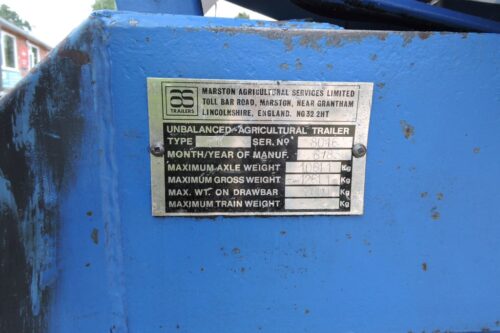 MARSTON AGRICULTURAL SERVICES LIMITED
TOLL BAR ROAD, MARSTON, NEAR GRANTHAM
LINCOLNSHIRE, ENGLAND. NG32 2HT
AS
TRAILERS
UNBALANCED AGRICULTURAL TRAILER
TYPE SER. NO
MONTH/YEAR OF MANUF.
MAXIMUM AXLE WEIGHT Kg
MAXIMUM GROSS WEIGHT Kg
MAX. WT. ON DRAWBAR Kg
MAXIMUM TRAIN WEIGHT Kg